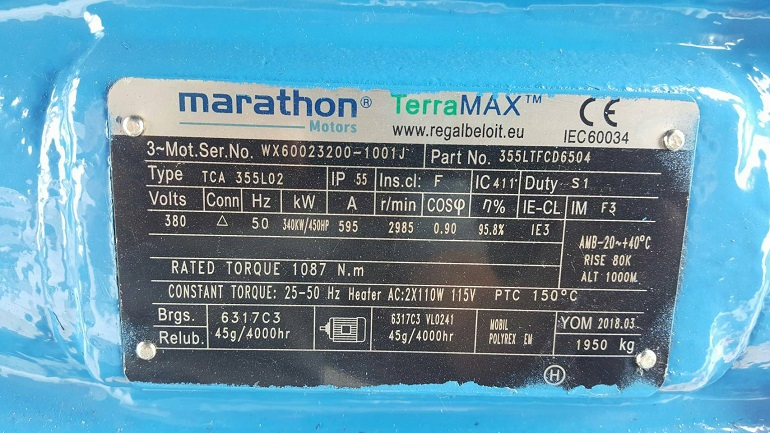 marathon® TerraMAX™ CE
Motors www.regalbeloit.eu IEC60034
3~Mot.Ser.No. WX60023200-1001J Part No. 355LTFCD6504
Type TCA 355L02 IP 55 Ins.cl: F IC 411 Duty S1
Volts Conn Hz kW A r/min COSφ η% IE-CL IM F3
380 △ 50 340KW/450HP 595 2985 0.90 95.8% IE3
AMB-20~+40°C
RATED TORQUE 1087 N.m RISE 80K
ALT 1000M
CONSTANT TORQUE: 25-50 Hz Heater AC:2X110W 115V PTC 150°C
Brgs. 6317C3 6317C3 VL0241 MOBIL YOM 2018.03
Relub. 45g/4000hr 45g/4000hr POLYREX EM 1950 kg
H